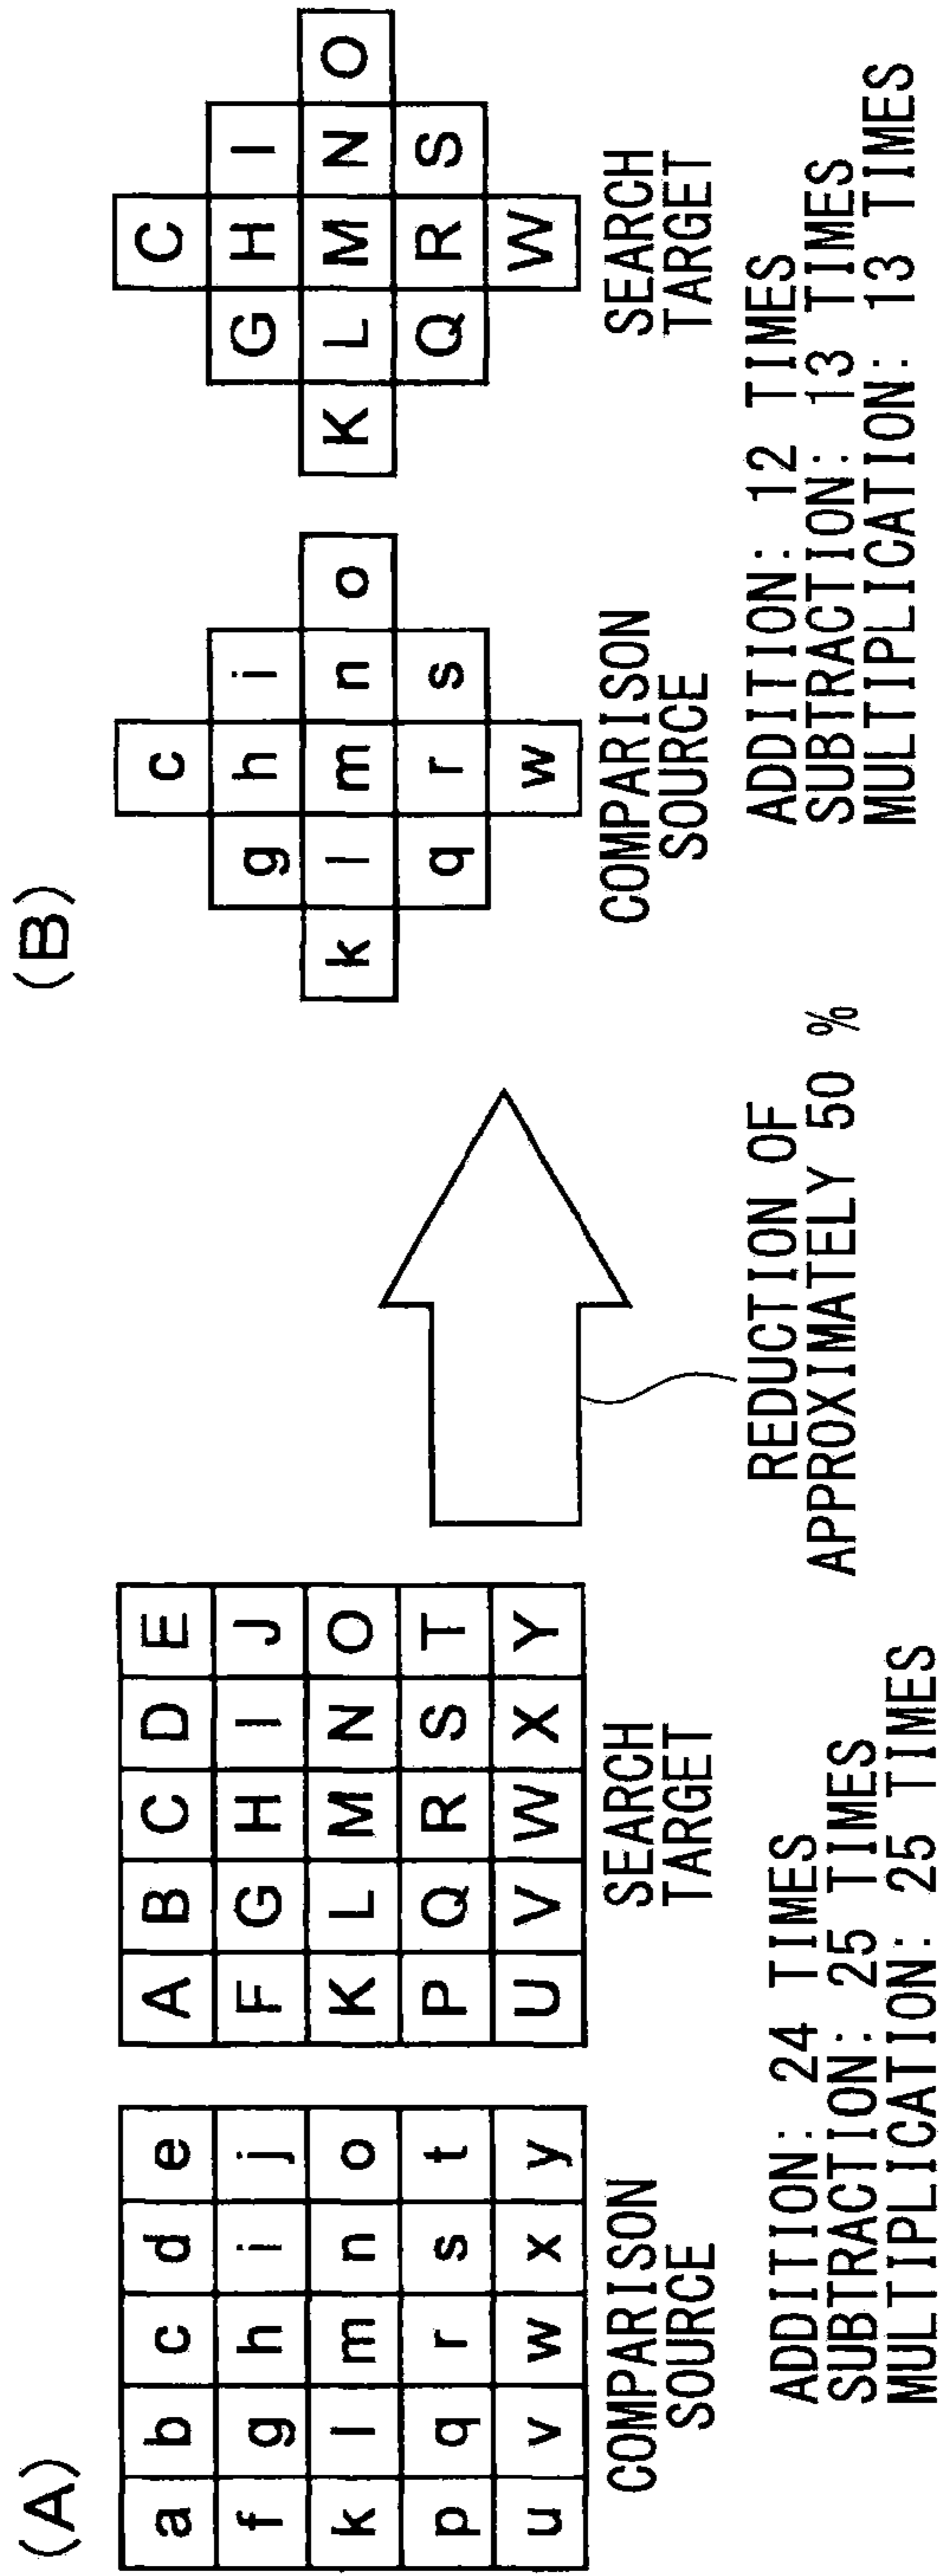 (A)
a b c d e
f g h i j
k l m n o
p q r s t
u v w x y
COMPARISON
SOURCE
A B C D E
F G H I J
K L M N O
P Q R S T
U V W X Y
SEARCH
TARGET
ADDITION: 24 TIMES
SUBTRACTION: 25 TIMES
MULTIPLICATION: 25 TIMES
REDUCTION OF
APPROXIMATELY 50 %
(B)
c
g h i
k l m n o
q r s
w
COMPARISON
SOURCE
C
G H I
K L M N O
Q R S
W
SEARCH
TARGET
ADDITION: 12 TIMES
SUBTRACTION: 13 TIMES
MULTIPLICATION: 13 TIMES